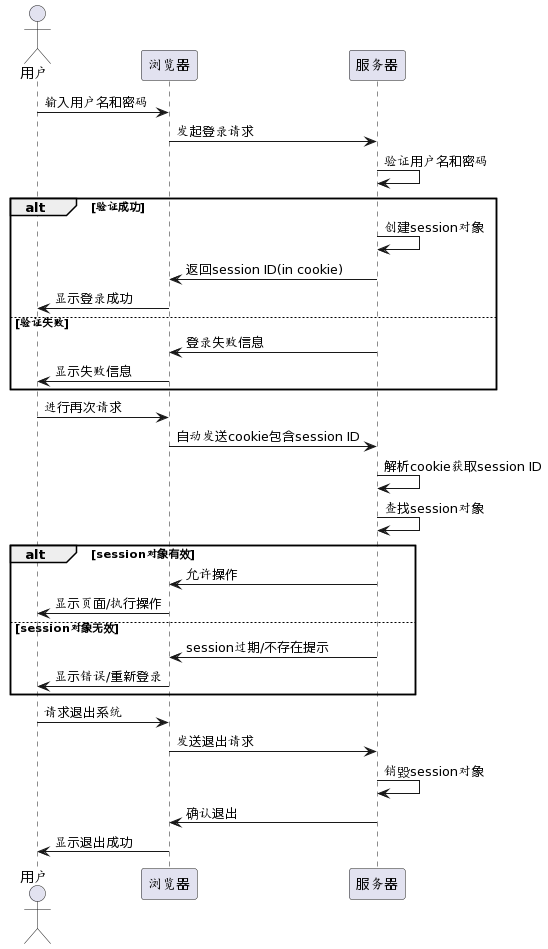 用户
浏览器
服务器
输入用户名和密码
发起登录请求
验证用户名和密码
alt
[验证成功]
创建session对象
返回session ID(in cookie)
显示登录成功
[验证失败]
登录失败信息
显示失败信息
进行再次请求
自动发送cookie包含session ID
解析cookie获取session ID
查找session对象
alt
[session对象有效]
允许操作
显示页面/执行操作
[session对象无效]
session过期/不存在提示
显示错误/重新登录
请求退出系统
发送退出请求
销毁session对象
确认退出
显示退出成功
用户
浏览器
服务器